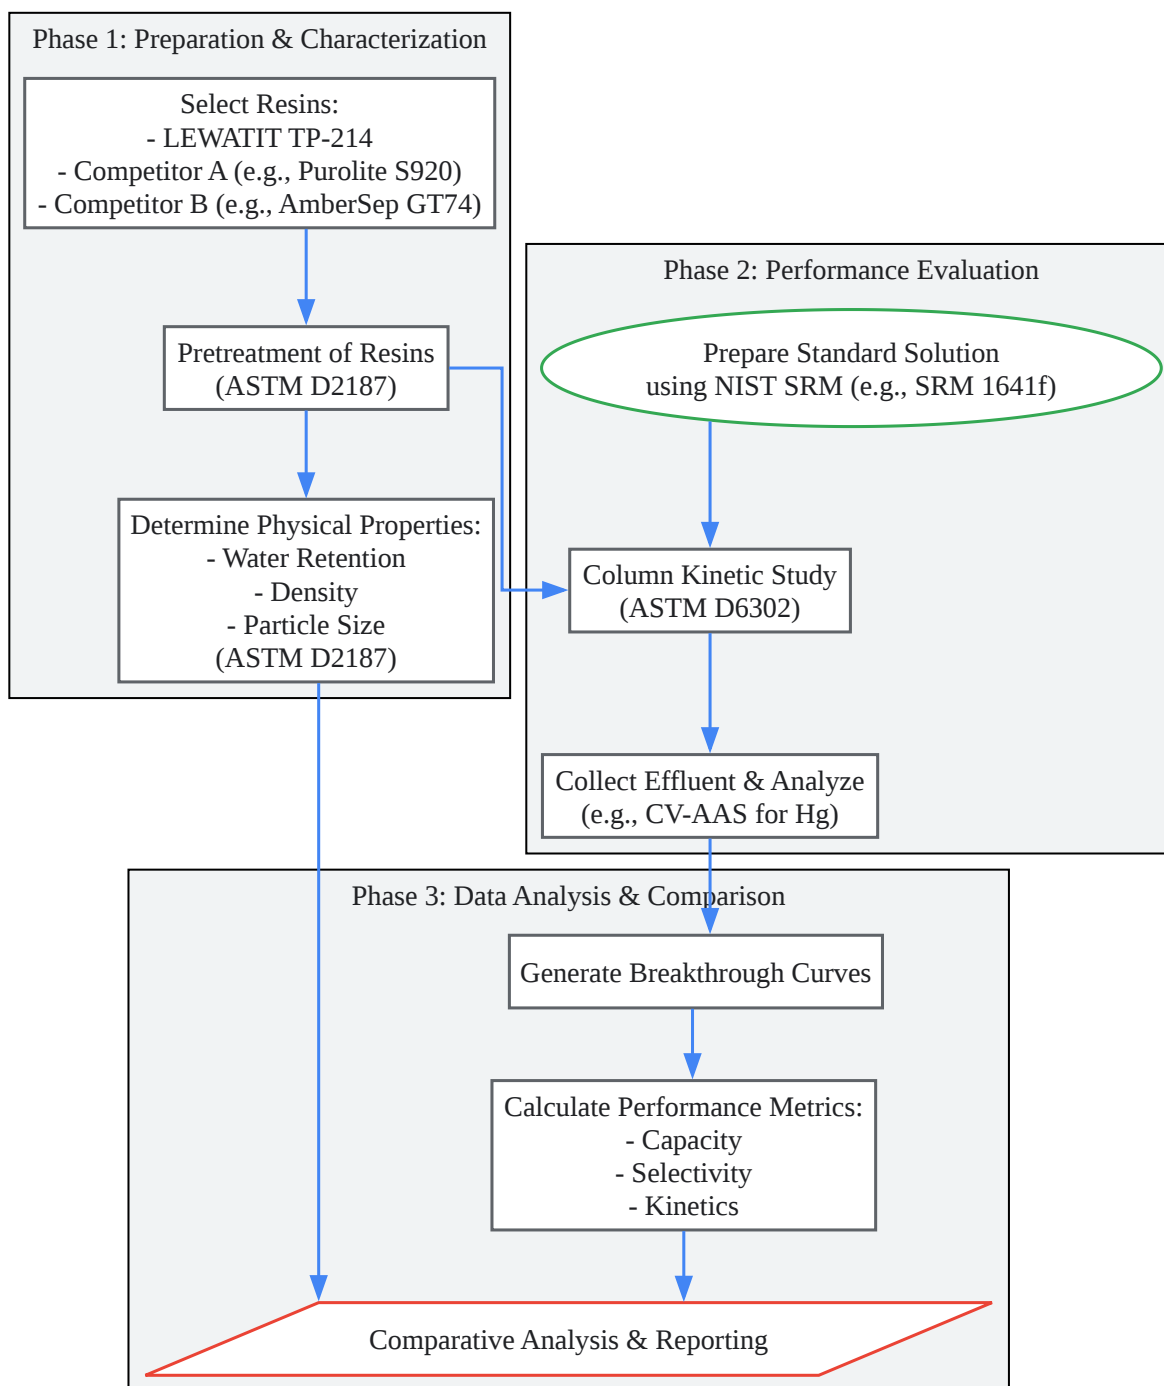 Phase 1: Preparation & Characterization
Select Resins:
- LEWATIT TP-214
- Competitor A (e.g., Purolite S920)
- Competitor B (e.g., AmberSep GT74)
Pretreatment of Resins
(ASTM D2187)
Determine Physical Properties:
- Water Retention
- Density
- Particle Size
(ASTM D2187)
Phase 2: Performance Evaluation
Prepare Standard Solution
using NIST SRM (e.g., SRM 1641f)
Column Kinetic Study
(ASTM D6302)
Collect Effluent & Analyze
(e.g., CV-AAS for Hg)
Phase 3: Data Analysis & Comparison
Generate Breakthrough Curves
Calculate Performance Metrics:
- Capacity
- Selectivity
- Kinetics
Comparative Analysis & Reporting